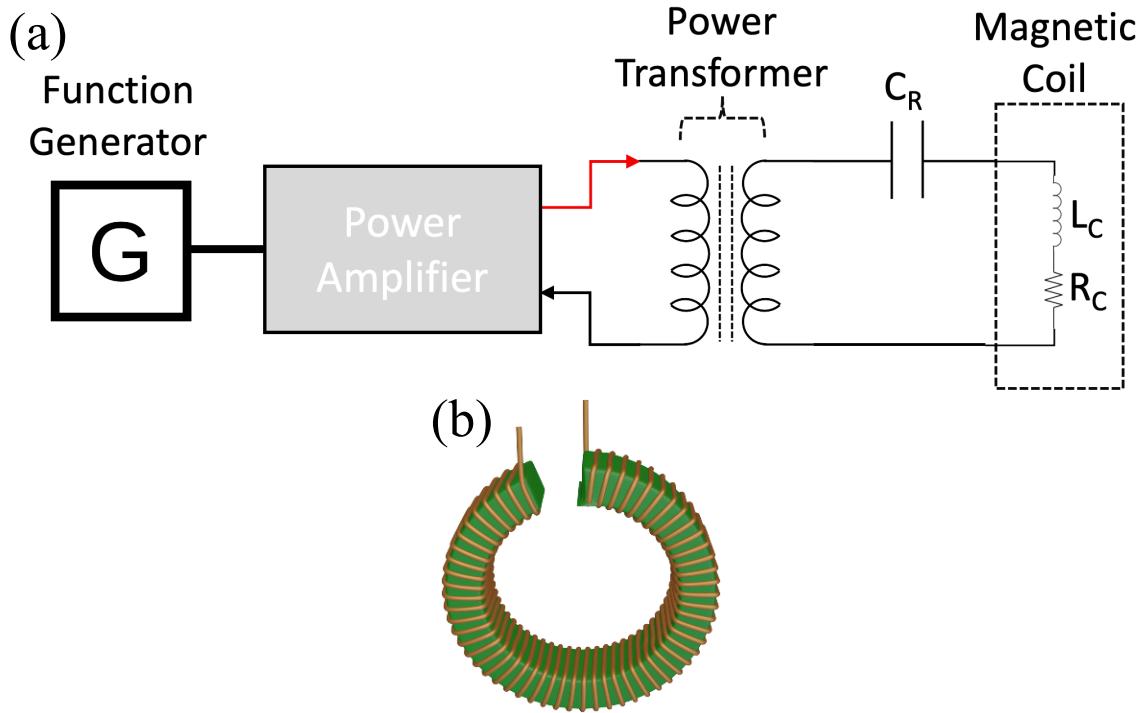 (a)
Function
Generator
G
Power
Amplifier
Power
Transformer
C_R
Magnetic
Coil
L_C
R_C
(b)